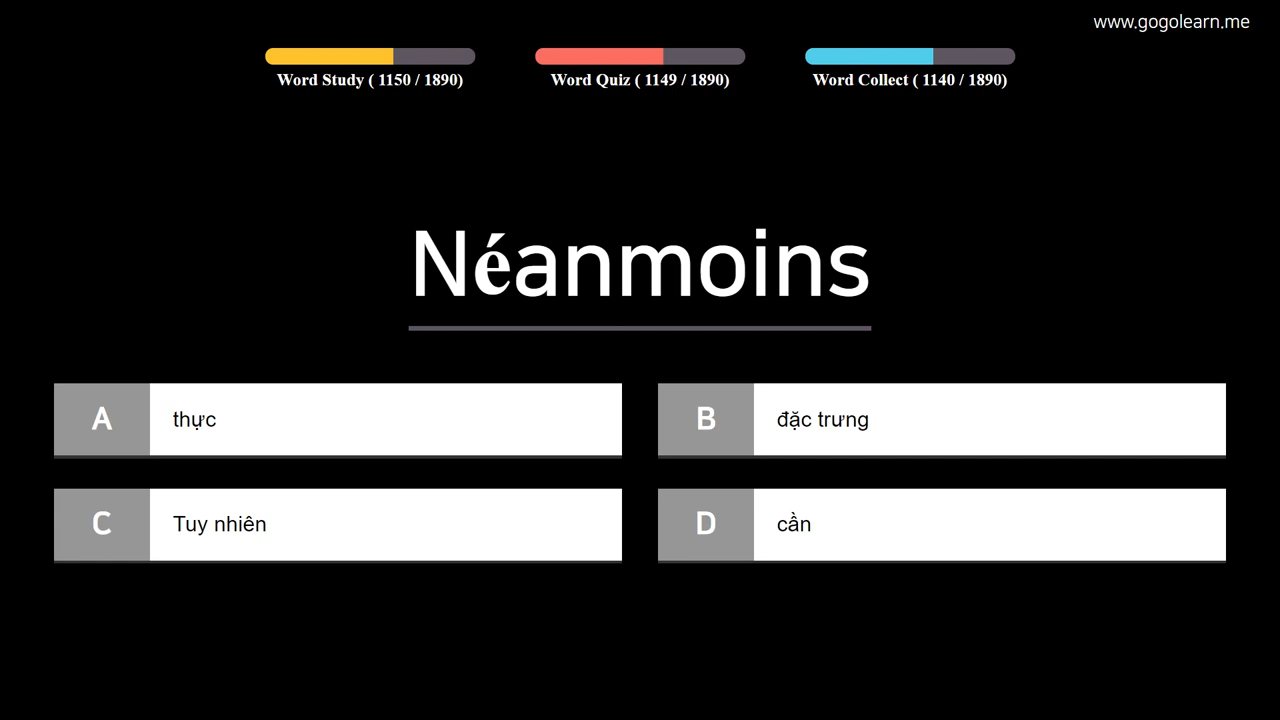 www.gogolearn.me
Word Study ( 1150 / 1890)
Word Quiz ( 1149 / 1890)
Word Collect ( 1140 / 1890)
Néanmoins
A thực
B đặc trưng
C Tuy nhiên
D cần